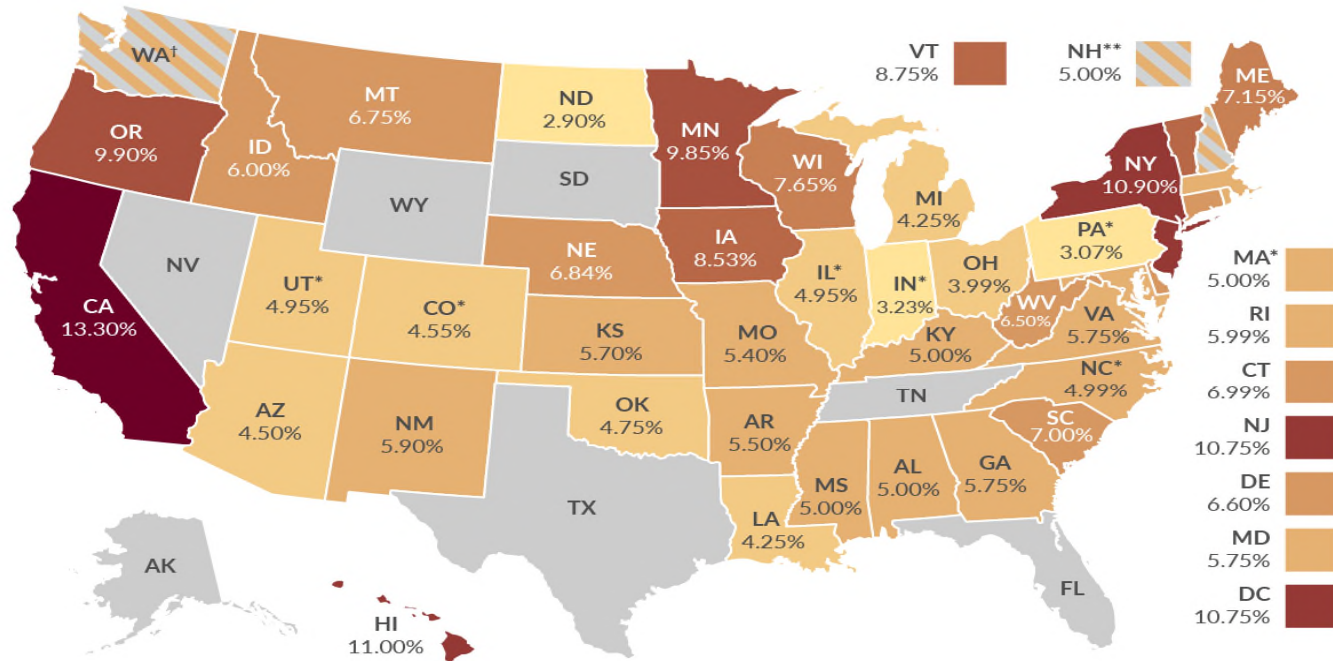 WA†
OR
9.90%
CA
13.30%
NV
ID
6.00%
MT
6.75%
WY
UT*
4.95%
AZ
4.50%
CO*
4.55%
NM
5.90%
ND
2.90%
SD
NE
6.84%
KS
5.70%
OK
4.75%
TX
MN
9.85%
IA
8.53%
MO
5.40%
AR
5.50%
LA
4.25%
WI
7.65%
IL*
4.95%
MI
4.25%
IN*
3.23%
OH
3.99%
KY
5.00%
TN
MS
5.00%
AL
5.00%
GA
5.75%
FL
SC
7.00%
NC*
4.99%
VA
5.75%
WV
6.50%
PA*
3.07%
NY
10.90%
ME
7.15%
VT
8.75%
NH**
5.00%
MA*
5.00%
RI
5.99%
CT
6.99%
NJ
10.75%
DE
6.60%
MD
5.75%
DC
10.75%
AK
HI
11.00%